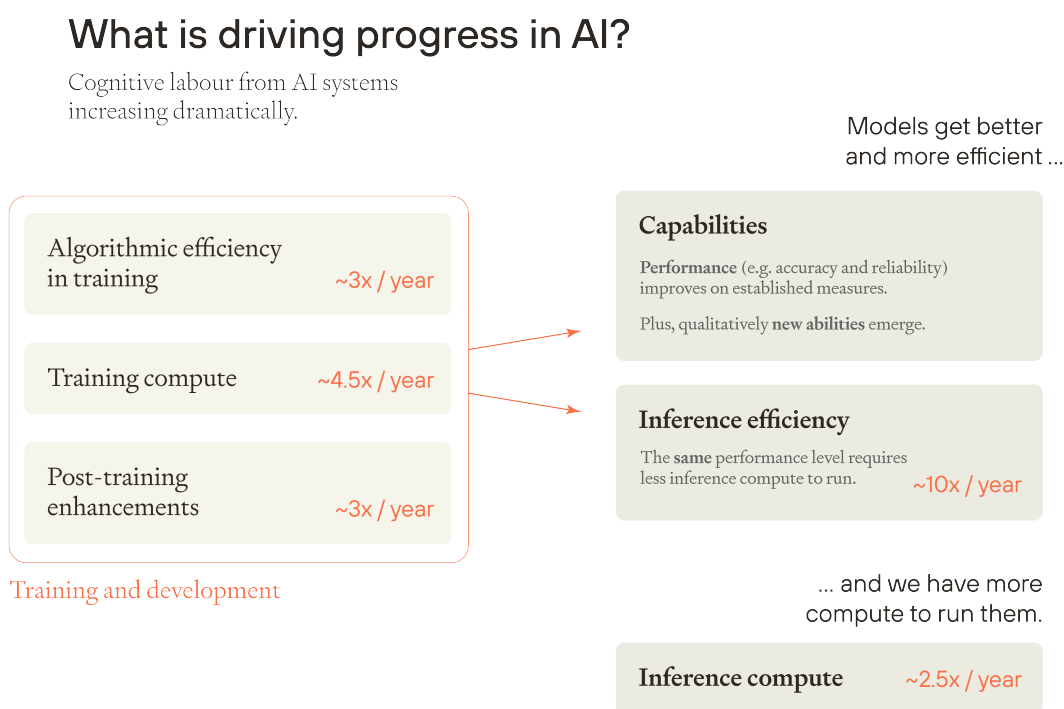 What is driving progress in AI?
Cognitive labour from AI systems
increasing dramatically.
Models get better
and more efficient ...
Algorithmic efficiency
in training
~3x / year
Training compute
~4.5x / year
Post-training
enhancements
~3x / year
Training and development
Capabilities
Performance (e.g. accuracy and reliability)
improves on established measures.
Plus, qualitatively new abilities emerge.
Inference efficiency
The same performance level requires
less inference compute to run.
~10x / year
... and we have more
compute to run them.
Inference compute
~2.5x / year